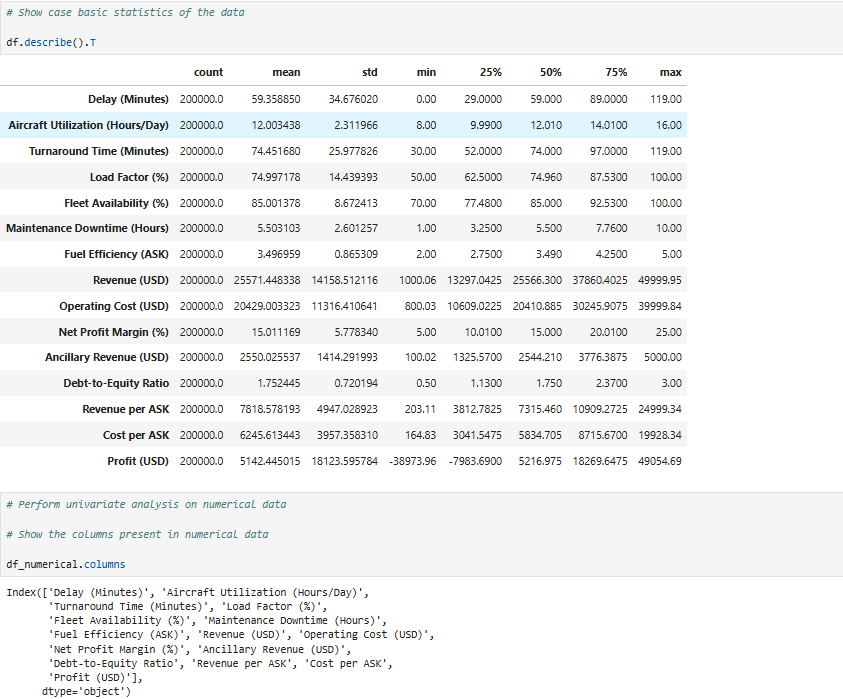 # Show case basic statistics of the data
df.describe().T
count mean std min 25% 50% 75% max
Delay (Minutes) 200000.0 59.358850 34.676020 0.00 29.0000 59.000 89.0000 119.00
Aircraft Utilization (Hours/Day) 200000.0 12.003438 2.311966 8.00 9.9900 12.010 14.0100 16.00
Turnaround Time (Minutes) 200000.0 74.451680 25.977826 30.00 52.0000 74.000 97.0000 119.00
Load Factor (%) 200000.0 74.997178 14.439393 50.00 62.5000 74.960 87.5300 100.00
Fleet Availability (%) 200000.0 85.001378 8.672413 70.00 77.4800 85.000 92.5300 100.00
Maintenance Downtime (Hours) 200000.0 5.503103 2.601257 1.00 3.2500 5.500 7.7600 10.00
Fuel Efficiency (ASK) 200000.0 3.496959 0.865309 2.00 2.7500 3.490 4.2500 5.00
Revenue (USD) 200000.0 25571.448338 14158.512116 1000.06 13297.0425 25566.300 37860.4025 49999.95
Operating Cost (USD) 200000.0 20429.003323 11316.410641 800.03 10609.0225 20410.885 30245.9075 39999.84
Net Profit Margin (%) 200000.0 15.011169 5.778340 5.00 10.0100 15.000 20.0100 25.00
Ancillary Revenue (USD) 200000.0 2550.025537 1414.291993 100.02 1325.5700 2544.210 3776.3875 5000.00
Debt-to-Equity Ratio 200000.0 1.752445 0.720194 0.50 1.1300 1.750 2.3700 3.00
Revenue per ASK 200000.0 7818.578193 4947.028923 203.11 3812.7825 7315.460 10909.2725 24999.34
Cost per ASK 200000.0 6245.613443 3957.358310 164.83 3041.5475 5834.705 8715.6700 19928.34
Profit (USD) 200000.0 5142.445015 18123.595784 -38973.96 -7983.6900 5216.975 18269.6475 49054.69
# Perform univariate analysis on numerical data
# Show the columns present in numerical data
df_numerical.columns
Index(['Delay (Minutes)', 'Aircraft Utilization (Hours/Day)',
'Turnaround Time (Minutes)', 'Load Factor (%)',
'Fleet Availability (%)', 'Maintenance Downtime (Hours)',
'Fuel Efficiency (ASK)', 'Revenue (USD)', 'Operating Cost (USD)',
'Net Profit Margin (%)', 'Ancillary Revenue (USD)',
'Debt-to-Equity Ratio', 'Revenue per ASK', 'Cost per ASK',
'Profit (USD)'],
dtype='object')